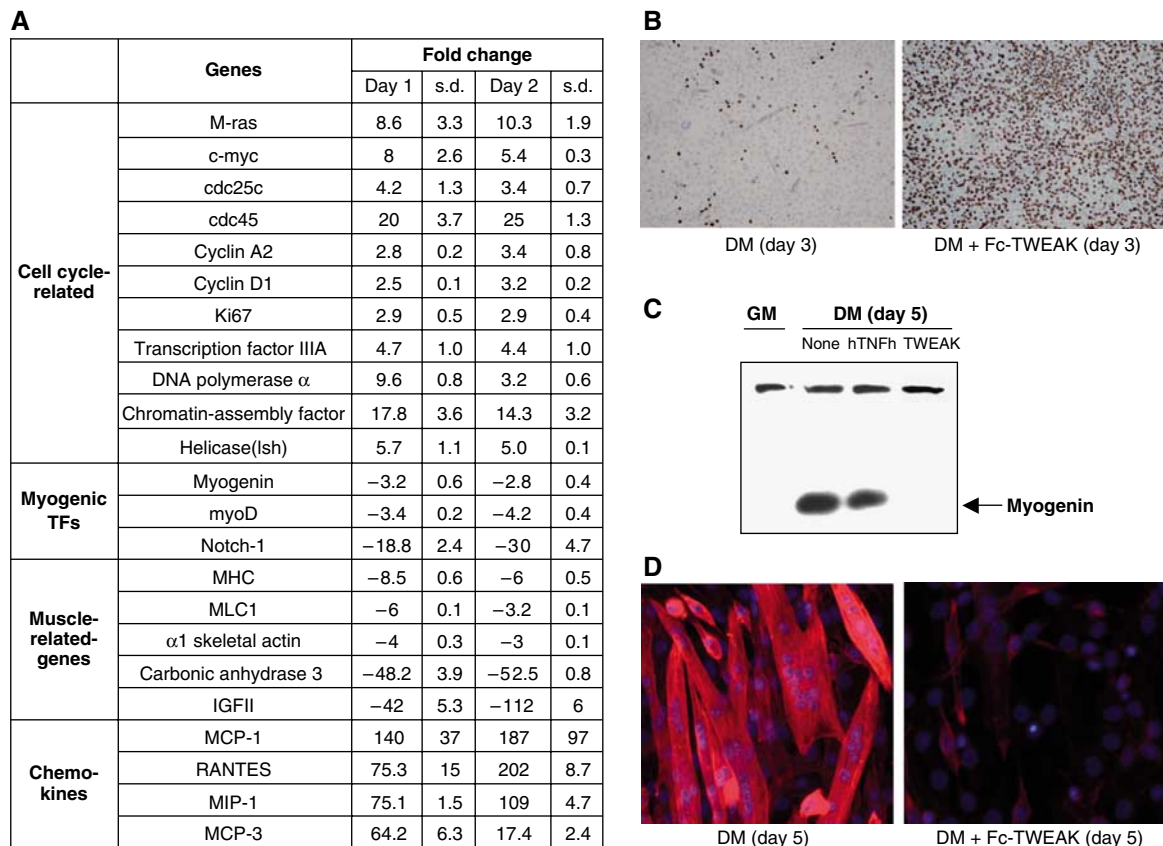 A
Genes
Fold change
Day 1 s.d. Day 2 s.d.
Cell cycle-
related
M-ras 8.6 3.3 10.3 1.9
c-myc 8 2.6 5.4 0.3
cdc25c 4.2 1.3 3.4 0.7
cdc45 20 3.7 25 1.3
Cyclin A2 2.8 0.2 3.4 0.8
Cyclin D1 2.5 0.1 3.2 0.2
Ki67 2.9 0.5 2.9 0.4
Transcription factor IIIA 4.7 1.0 4.4 1.0
DNA polymerase α 9.6 0.8 3.2 0.6
Chromatin-assembly factor 17.8 3.6 14.3 3.2
Helicase(lsh) 5.7 1.1 5.0 0.1
Myogenic
TFs
Myogenin −3.2 0.6 −2.8 0.4
myoD −3.4 0.2 −4.2 0.4
Notch-1 −18.8 2.4 −30 4.7
Muscle-
related-
genes
MHC −8.5 0.6 −6 0.5
MLC1 −6 0.1 −3.2 0.1
α1 skeletal actin −4 0.3 −3 0.1
Carbonic anhydrase 3 −48.2 3.9 −52.5 0.8
IGFII −42 5.3 −112 6
Chemo-
kines
MCP-1 140 37 187 97
RANTES 75.3 15 202 8.7
MIP-1 75.1 1.5 109 4.7
MCP-3 64.2 6.3 17.4 2.4
B
DM (day 3) DM + Fc-TWEAK (day 3)
C
GM DM (day 5)
None hTNFh TWEAK
Myogenin
D
DM (day 5) DM + Fc-TWEAK (day 5)